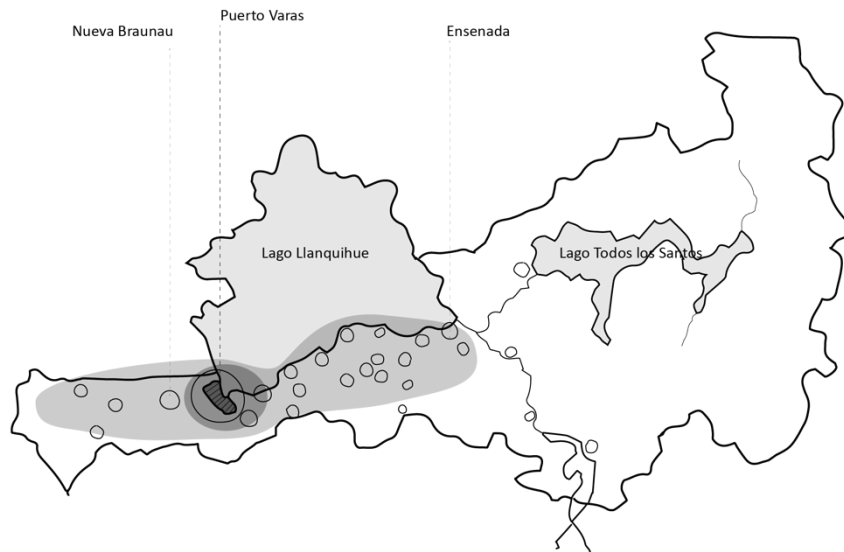 Puerto Varas
Nueva Braunau
Ensenada
Lago Llanquihue
Lago Todos los Santos